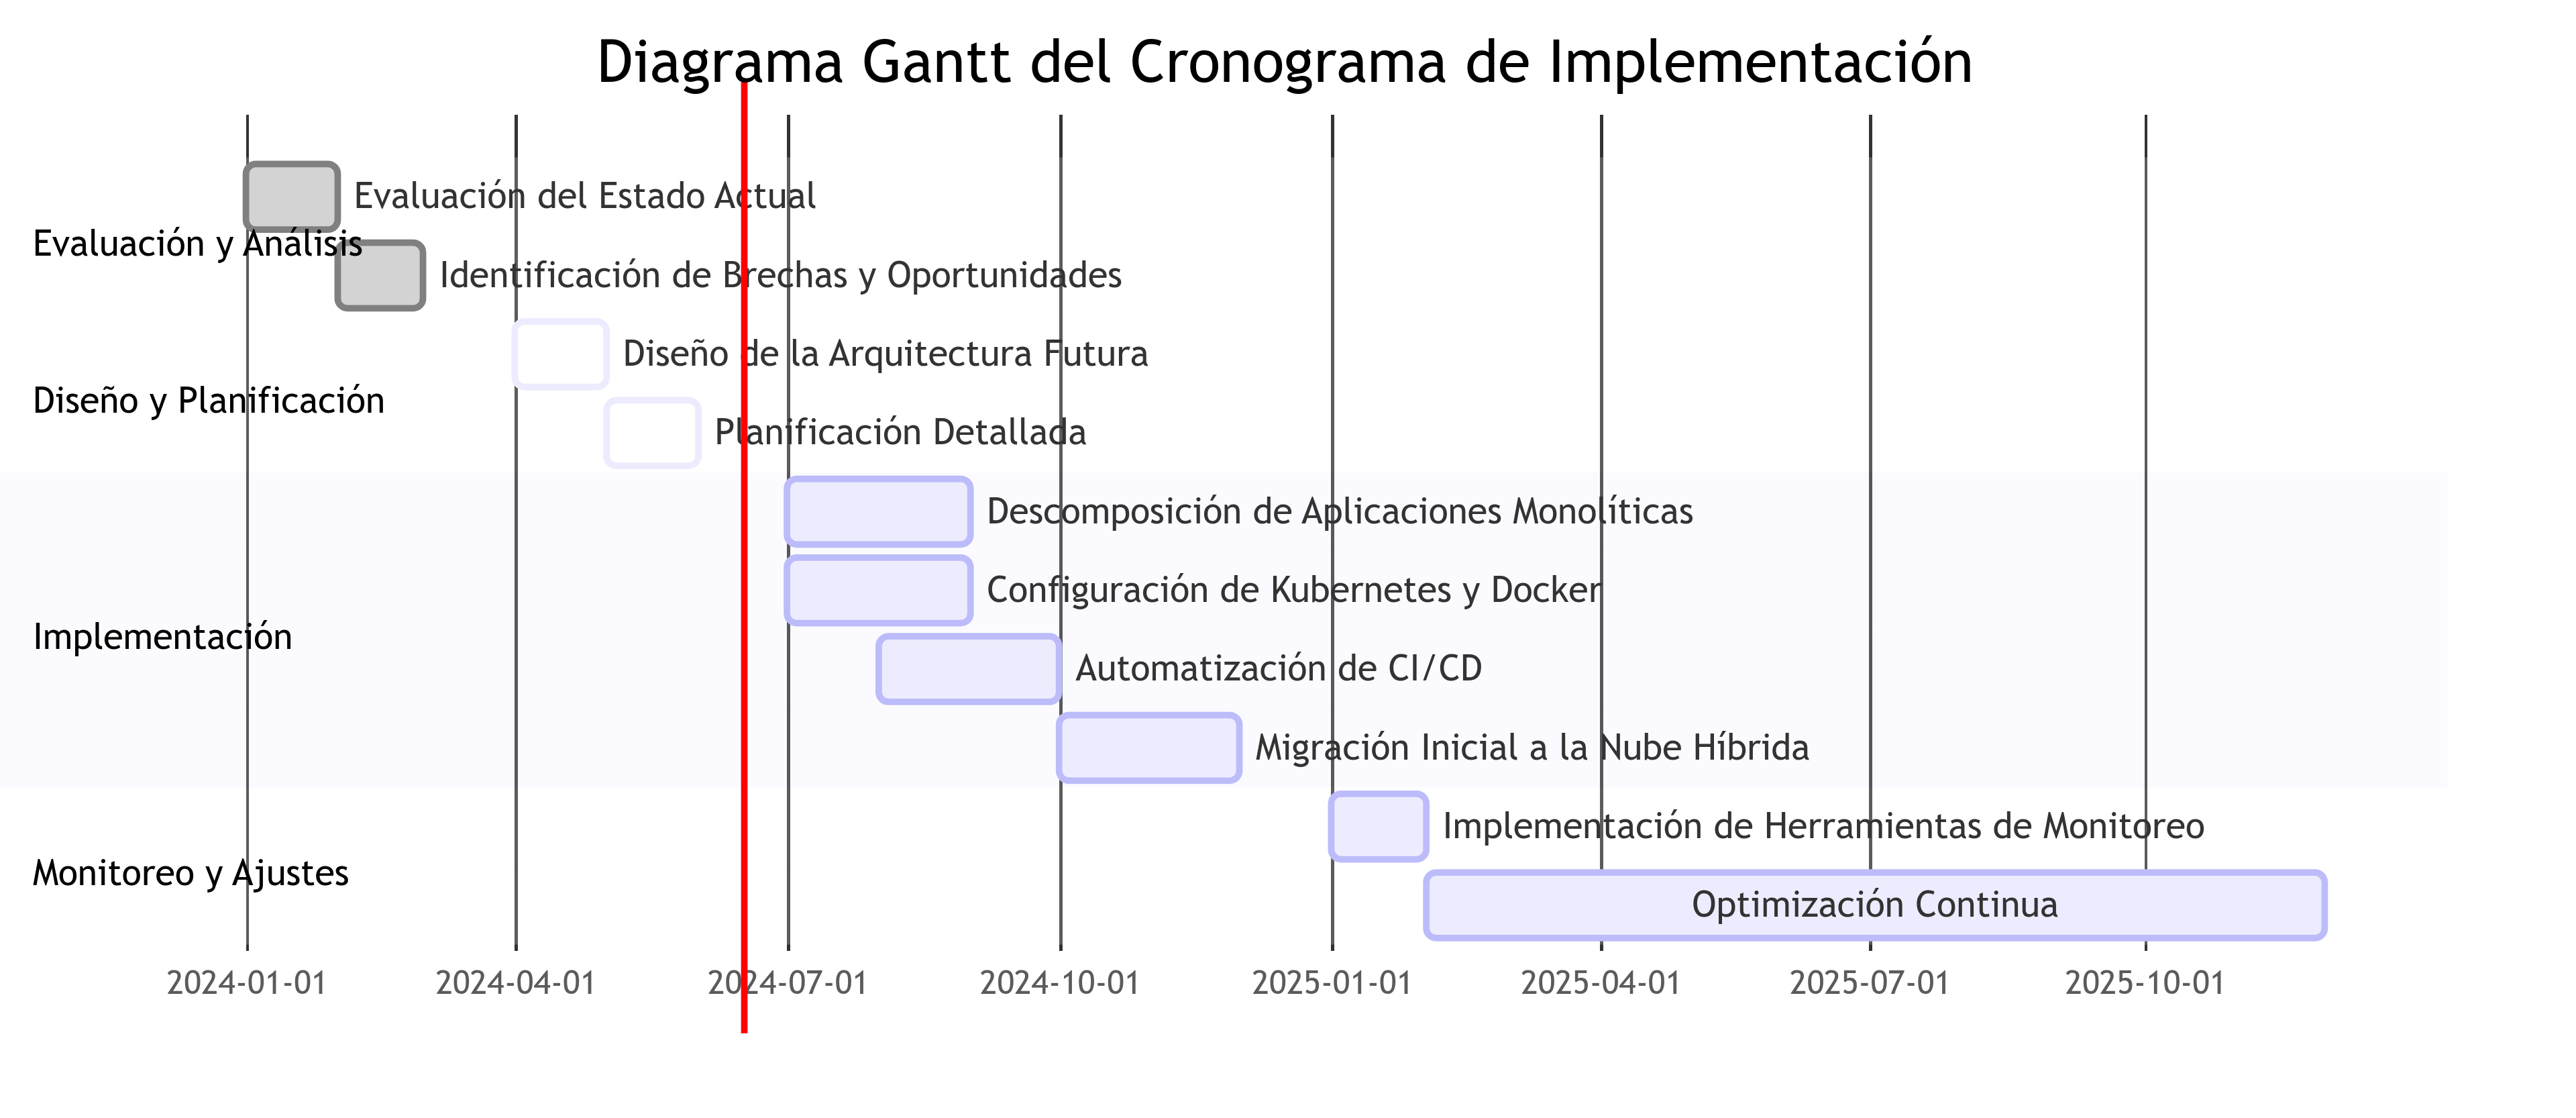 Diagrama Gantt del Cronograma de Implementación
Evaluación del Estado Actual
Evaluación y Análisis
Identificación de Brechas y Oportunidades
Diseño de la Arquitectura Futura
Diseño y Planificación
Planificación Detallada
Descomposición de Aplicaciones Monolíticas
Configuración de Kubernetes y Docker
Implementación
Automatización de CI/CD
Migración Inicial a la Nube Híbrida
Implementación de Herramientas de Monitoreo
Monitoreo y Ajustes
Optimización Continua
2024-01-01 2024-04-01 2024-07-01 2024-10-01 2025-01-01 2025-04-01 2025-07-01 2025-10-01